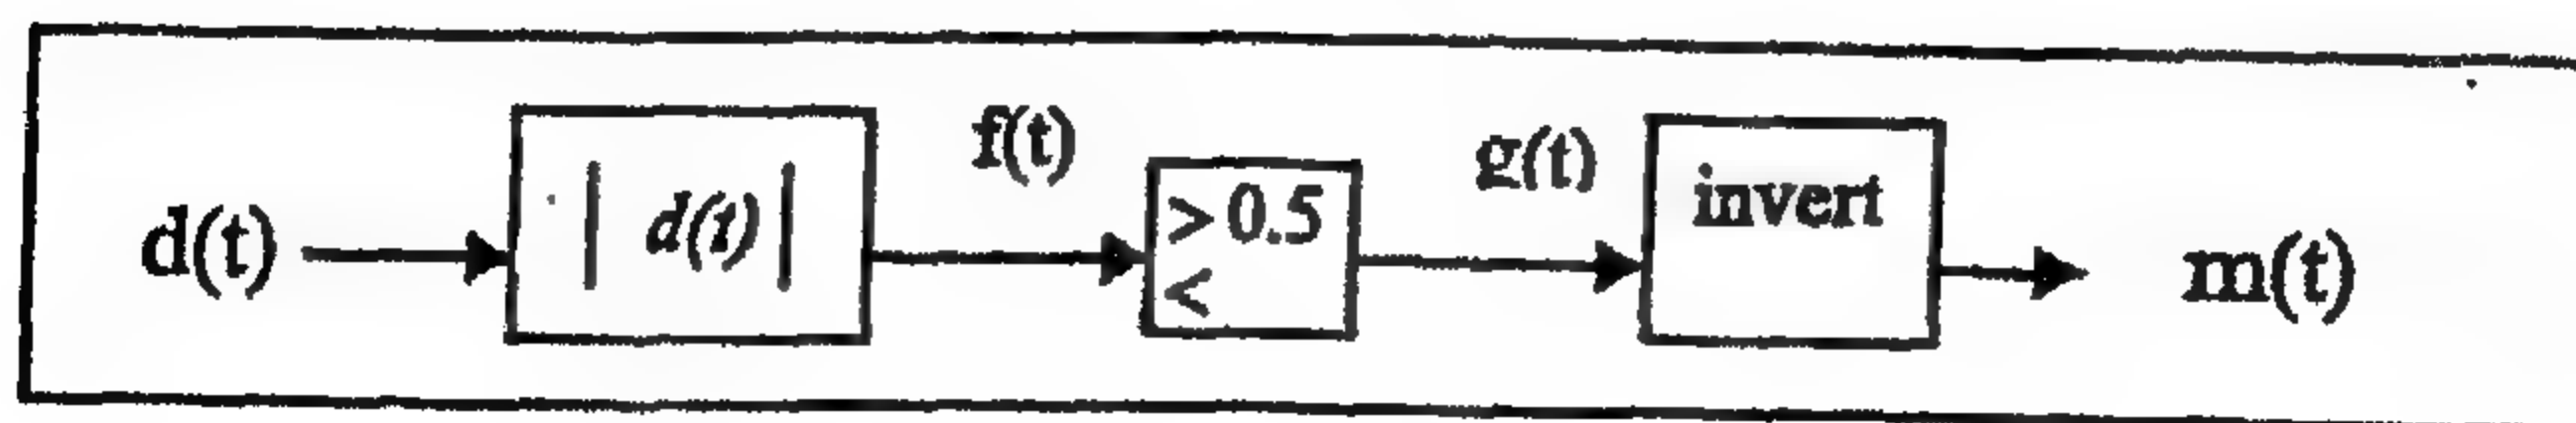 d(t)
| d(t) |
f(t)
> 0.5
<
g(t)
invert
m(t)